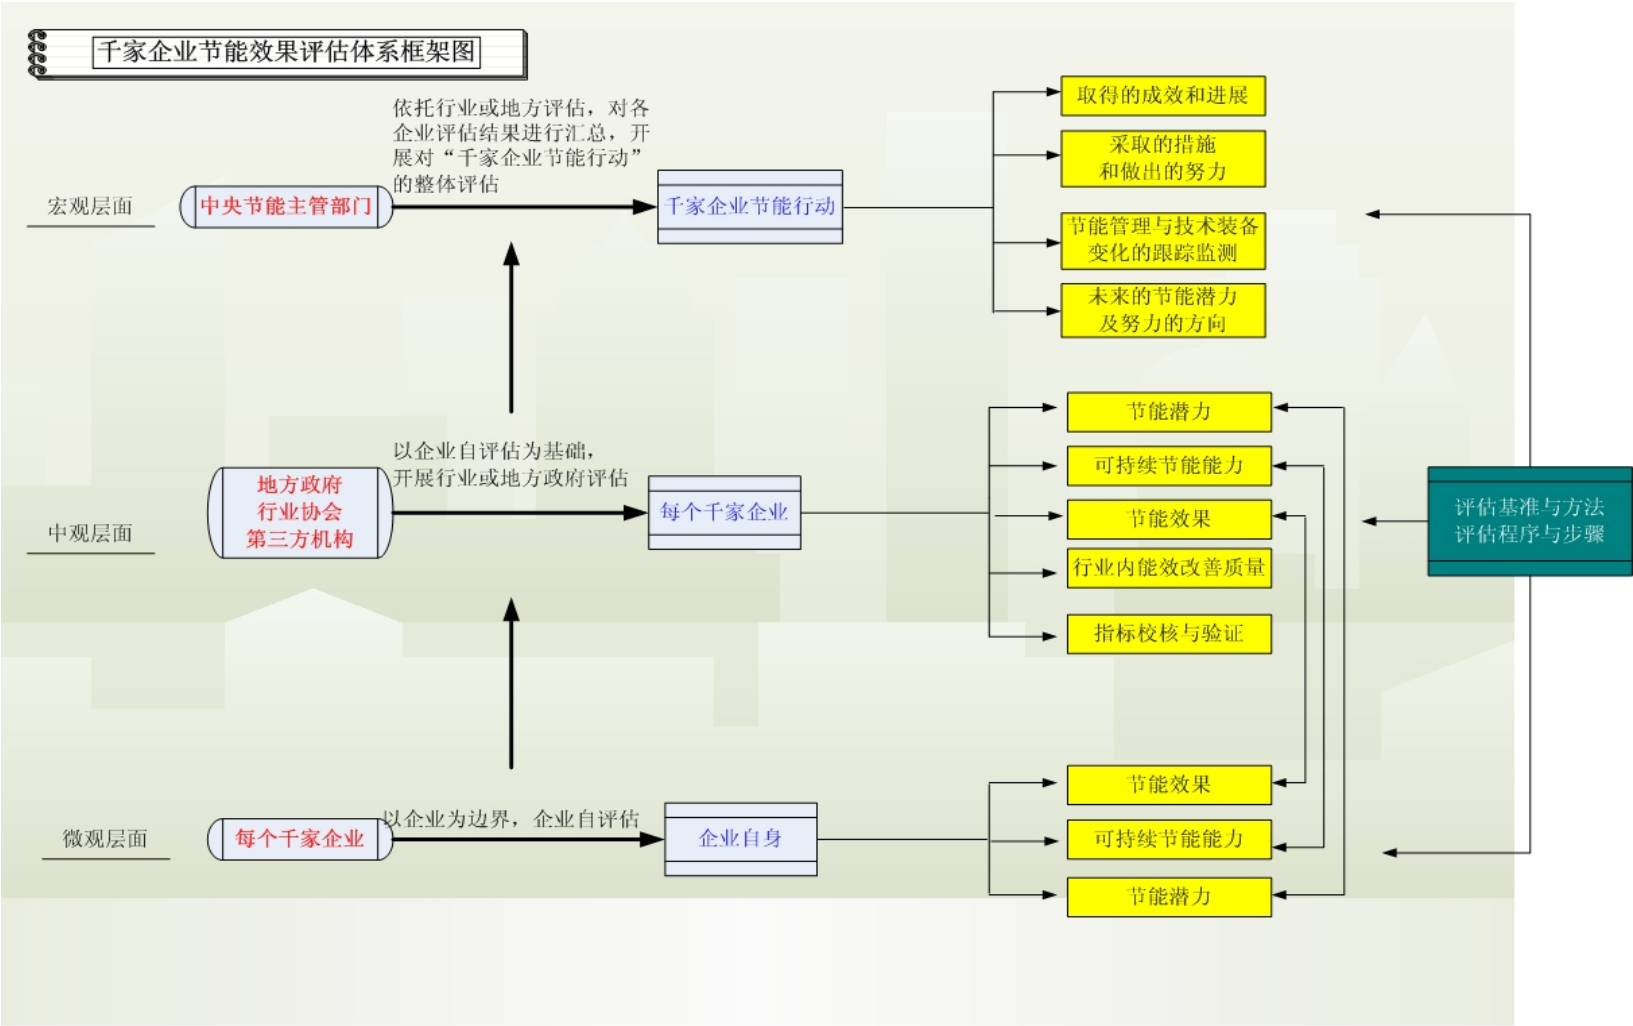 千家企业节能效果评估体系框架图
依托行业或地方评估，对各
企业评估结果进行汇总，开
展对“千家企业节能行动”
的整体评估
宏观层面
中央节能主管部门
千家企业节能行动
取得的成效和进展
采取的措施
和做出的努力
节能管理与技术装备
变化的跟踪监测
未来的节能潜力
及努力的方向
以企业自评估为基础，
开展行业或地方政府评估
中观层面
地方政府
行业协会
第三方机构
每个千家企业
节能潜力
可持续节能能力
节能效果
行业内能效改善质量
指标校核与验证
评估基准与方法
评估程序与步骤
以企业为边界，企业自评估
微观层面
每个千家企业
企业自身
节能效果
可持续节能能力
节能潜力